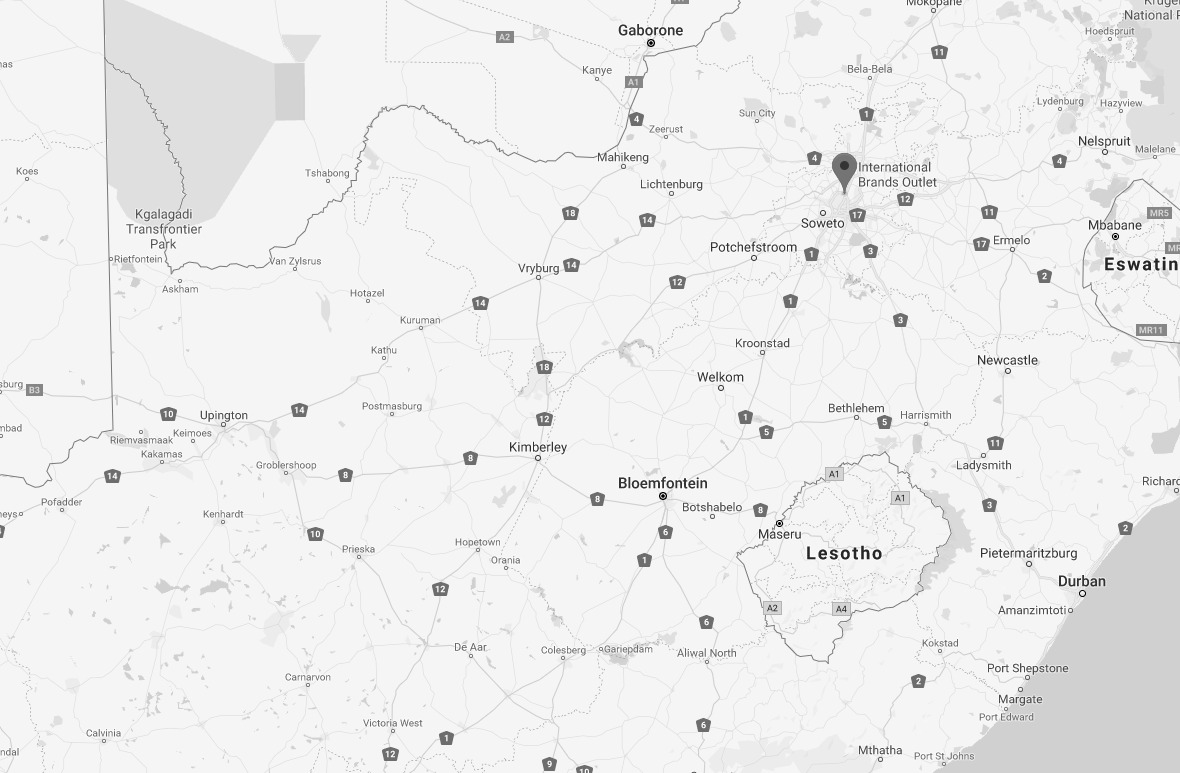 Mokopane
Kruger
National P
Hoedspruit
Gaborone
A2
11
Kanye
A1
Bela-Bela
Lydenburg
Hazyview
Sun City
1
4
Zeerust
Nelspruit
Malelane
4
4
Mahikeng
International
Brands Outlet
Koes
Tshabong
Lichtenburg
12
18
14
17
11
MR5
Kgalagadi
Transfrontier
Park
Soweto
Mbabane
17
Ermelo
Potchefstroom
1
3
Rietfontein
Van Zylsrus
Vryburg
14
Eswatin
Askham
12
2
Hotazel
14
1
Kuruman
3
MR11
Kathu
Kroonstad
Newcastle
18
Welkom
sburg
B3
10
Upington
14
Postmasburg
12
1
5
Bethlehem
5
Harrismith
mbad
Riemvasmaak
Keimoes
Kakamas
Kimberley
11
8
Groblershoop
8
Ladysmith
14
A1
Bloemfontein
A1
Richard
Pofadder
8
Botshabelo
8
3
Kenhardt
2
10
6
Maseru
Prieska
Hopetown
Orania
1
Lesotho
Pietermaritzburg
Durban
12
A2
A4
Amanzimtoti
6
De Aar
Colesberg
Gariepdam
Aliwal North
Kokstad
Carnarvon
2
Port Shepstone
Margate
Port Edward
Victoria West
6
Calvinia
1
12
Mthatha
Port St Johns
9
10